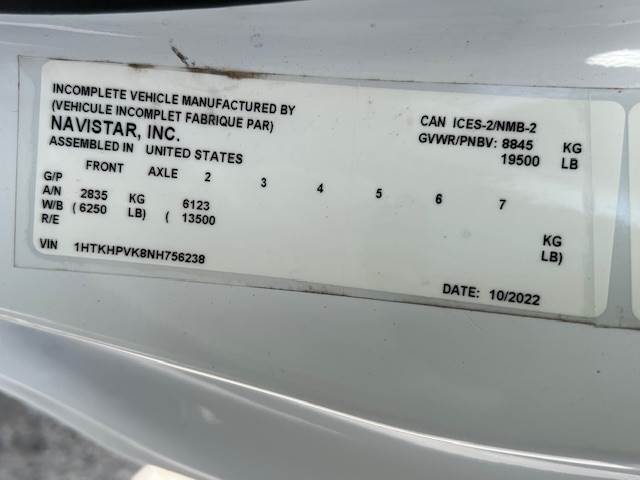 INCOMPLETE VEHICLE MANUFACTURED BY
(VEHICULE INCOMPLET FABRIQUE PAR)
NAVISTAR, INC.
ASSEMBLED IN UNITED STATES
CAN ICES-2/NMB-2
GVWR/PNBV: 8845 KG
19500 LB
FRONT AXLE 2 3 4 5 6 7
G/P
A/N 2835 KG 6123 KG
W/B ( 6250 LB) ( 13500 LB)
R/E
VIN 1HTKHPVK8NH756238
DATE: 10/2022